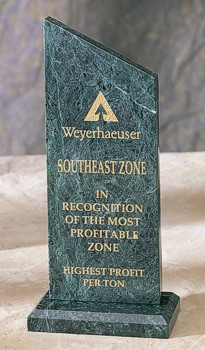 Weyerhaeuser
SOUTHEAST ZONE
IN
RECOGNITION
OF THE MOST
PROFITABLE
ZONE
HIGHEST PROFIT
PER TON